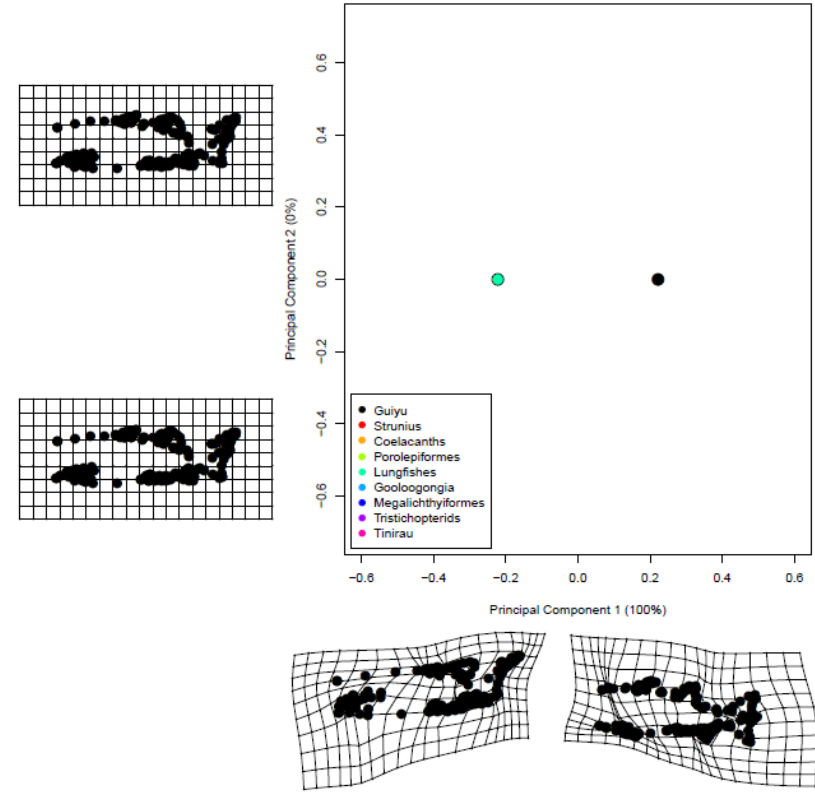 0.6
0.4
0.2
0.0
−0.2
−0.4
−0.6
Principal Component 2 (0%)
Guiyu
Strunius
Coelacanths
Porolepiformes
Lungfishes
Gooloogongia
Megalichthyiformes
Tristichopterids
Tinirau
−0.6 −0.4 −0.2 0.0 0.2 0.4 0.6
Principal Component 1 (100%)